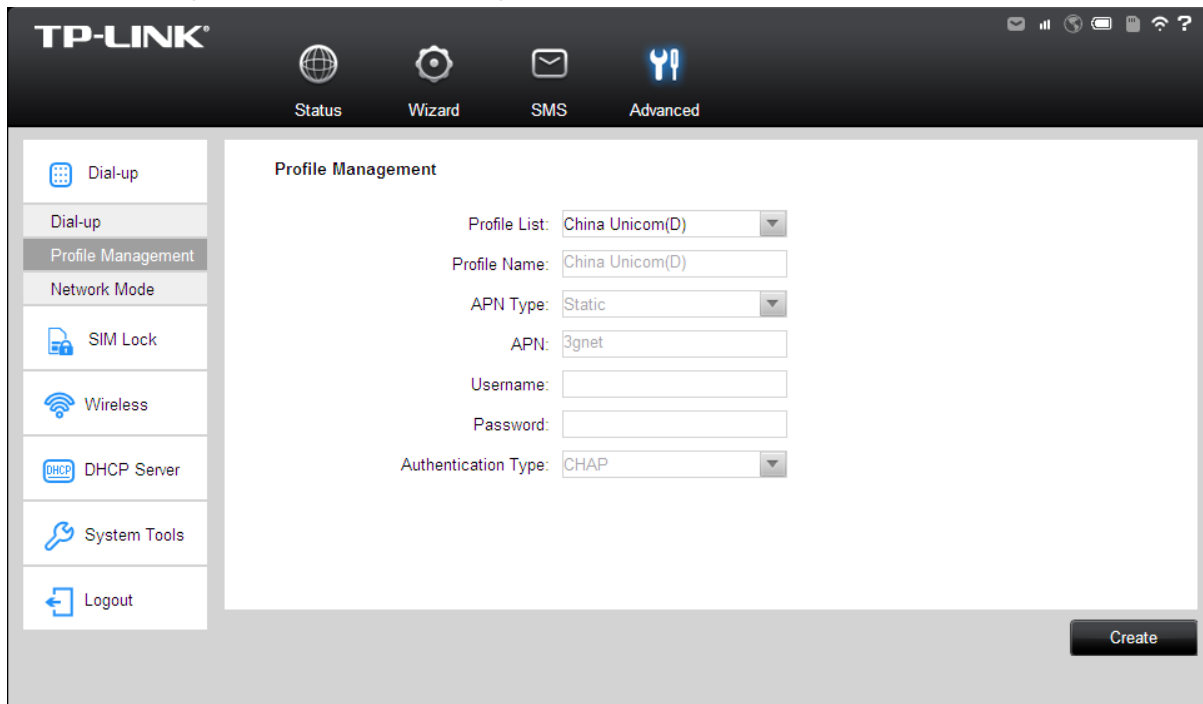 TP-LINK®
?
Status Wizard SMS Advanced
Dial-up
Dial-up
Profile Management
Network Mode
SIM Lock
Wireless
DHCP DHCP Server
System Tools
Logout
Profile Management
Profile List: China Unicom(D)
Profile Name: China Unicom(D)
APN Type: Static
APN: 3gnet
Username:
Password:
Authentication Type: CHAP
Create